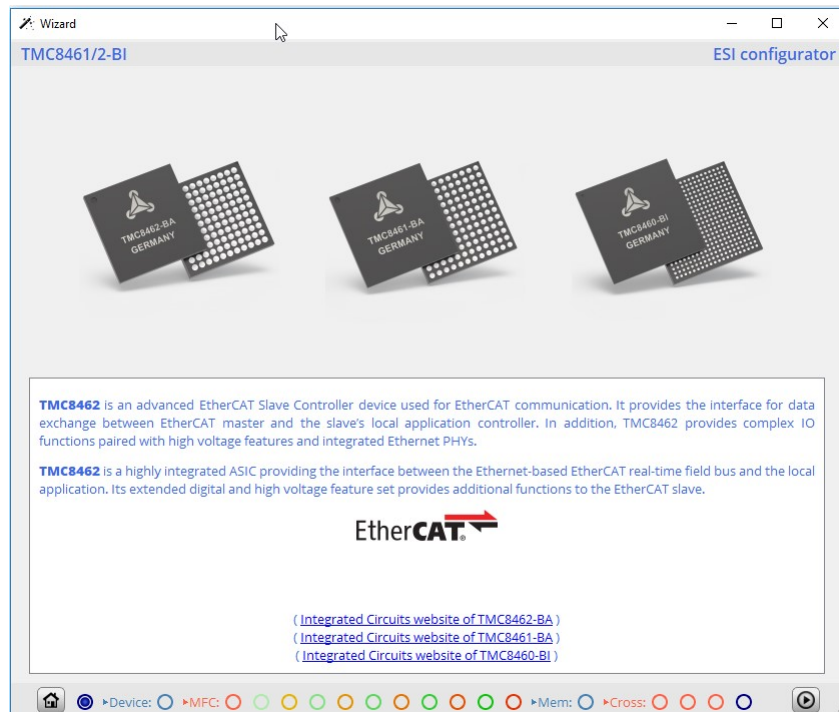 Wizard
TMC8461/2-BI
ESI configurator
TMC8462-BA
GERMANY
TMC8461-BA
GERMANY
TMC8460-BI
GERMANY
TMC8462 is an advanced EtherCAT Slave Controller device used for EtherCAT communication. It provides the interface for data
exchange between EtherCAT master and the slave's local application controller. In addition, TMC8462 provides complex IO
functions paired with high voltage features and integrated Ethernet PHYs.
TMC8462 is a highly integrated ASIC providing the interface between the Ethernet-based EtherCAT real-time field bus and the local
application. Its extended digital and high voltage feature set provides additional functions to the EtherCAT slave.
EtherCAT®
( Integrated Circuits website of TMC8462-BA )
( Integrated Circuits website of TMC8461-BA )
( Integrated Circuits website of TMC8460-BI )
Device: MFC: Mem: Cross: